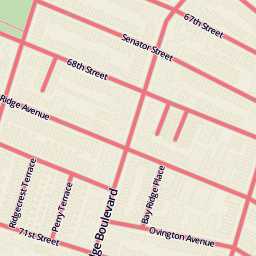 67th Street
Senator Street
68th Street
Ridge Avenue
Ridgecrest Terrace
Perry Terrace
Bay Ridge Place
dge Boulevard
71st Street
Ovington Avenue